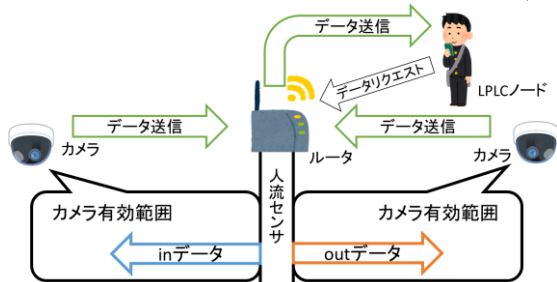 データ送信
データリクエスト
LPLCノード
データ送信
データ送信
カメラ
ルータ
カメラ
人流センサ
カメラ有効範囲
カメラ有効範囲
inデータ
outデータ